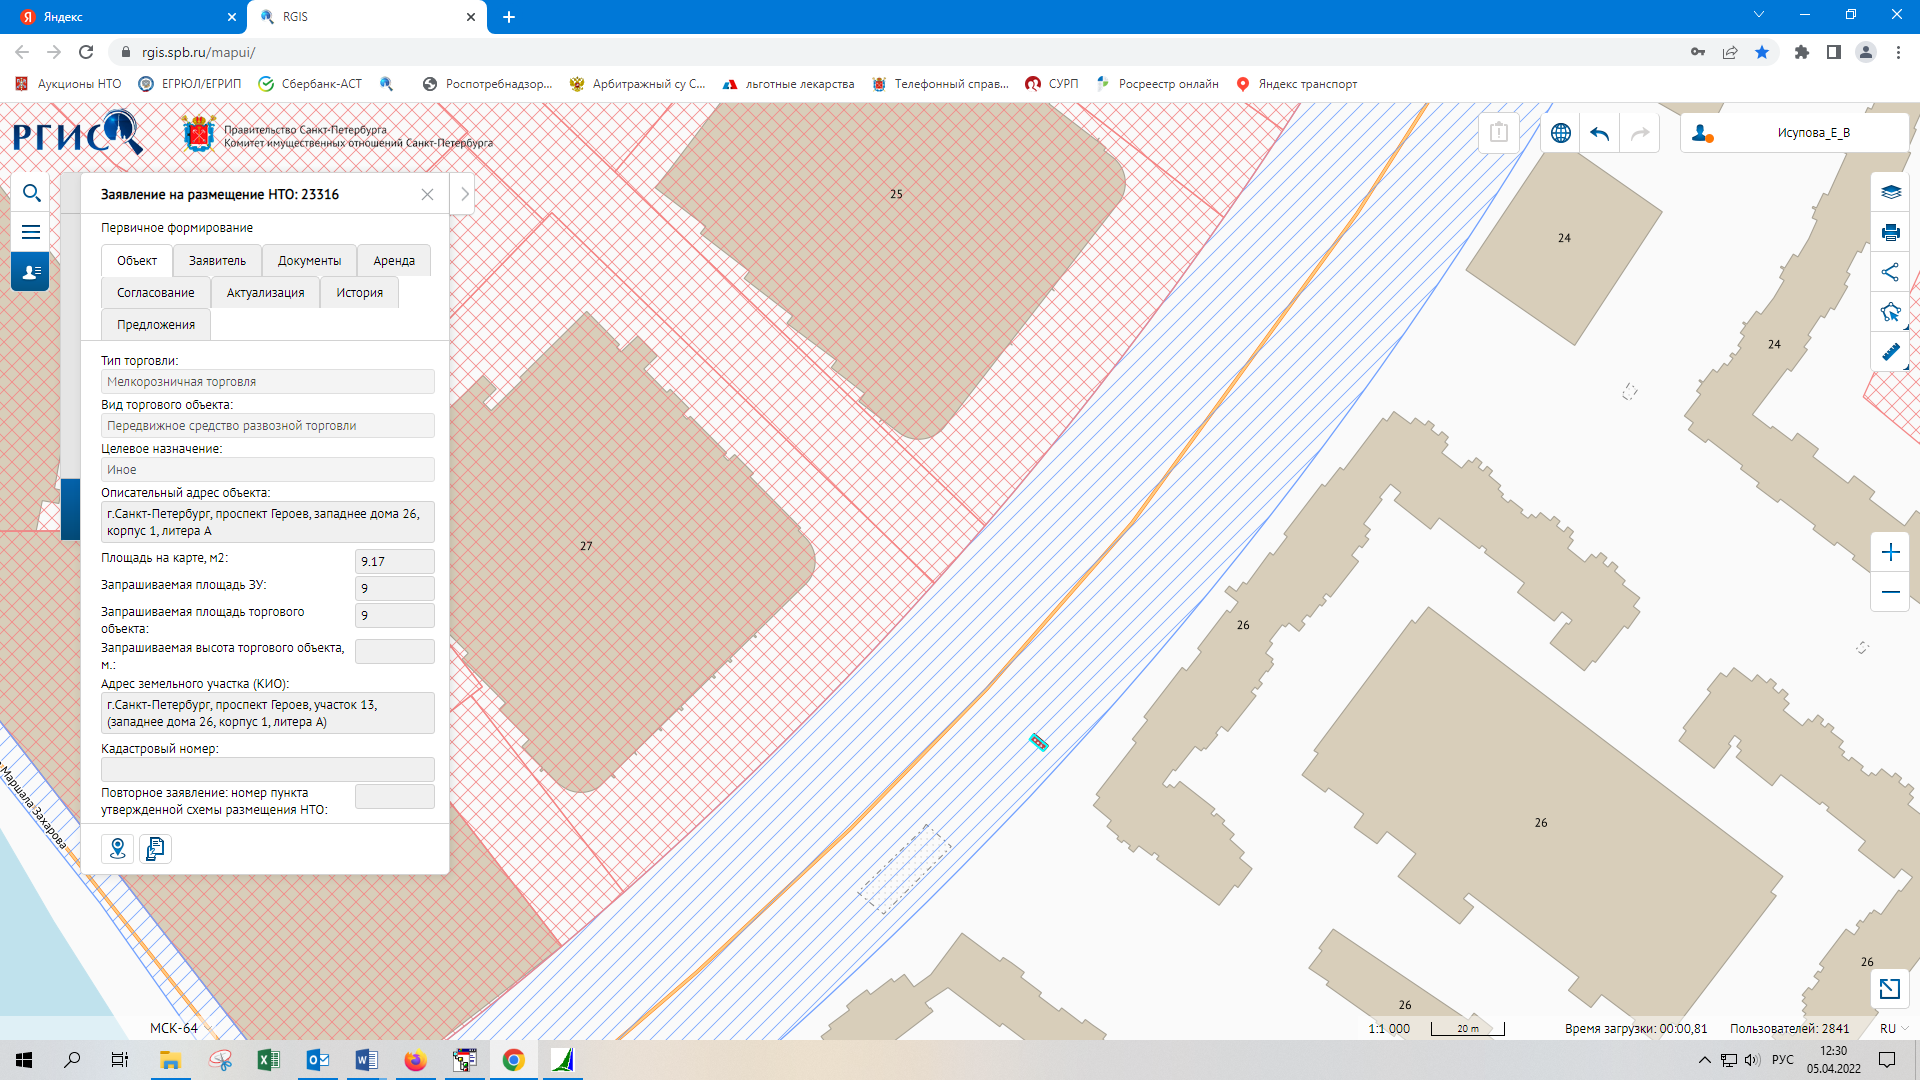 Яндекс
RGIS
rgis.spb.ru/mapui/
Аукционы НТО
ЕГРЮЛ/ЕГРИП
Сбербанк-АСТ
Роспотребнадзор...
Арбитражный су С...
льготные лекарства
Телефонный справ...
СУРП
Росреестр онлайн
Яндекс транспорт
РГИС
Правительство Санкт-Петербурга
Комитет имущественных отношений Санкт-Петербурга
Исупова_Е_В
Заявление на размещение НТО: 23316
Первичное формирование
Объект
Заявитель
Документы
Аренда
Согласование
Актуализация
История
Предложения
Тип торговли:
Мелкорозничная торговля
Вид торгового объекта:
Передвижное средство развозной торговли
Целевое назначение:
Иное
Описательный адрес объекта:
г.Санкт-Петербург, проспект Героев, западнее дома 26,
корпус 1, литера А
Площадь на карте, м2:
9.17
Запрашиваемая площадь ЗУ:
9
Запрашиваемая площадь торгового
объекта:
9
Запрашиваемая высота торгового объекта,
м.:
Адрес земельного участка (КИО):
г.Санкт-Петербург, проспект Героев, участок 13,
(западнее дома 26, корпус 1, литера А)
Кадастровый номер:
Повторное заявление: номер пункта
утвержденной схемы размещения НТО:
25
24
24
27
26
26
26
26
Маршала Захарова
МСК-64
1:1 000
20 m
Время загрузки: 00:00,81
Пользователей: 2841
RU
РУС
12:30
05.04.2022